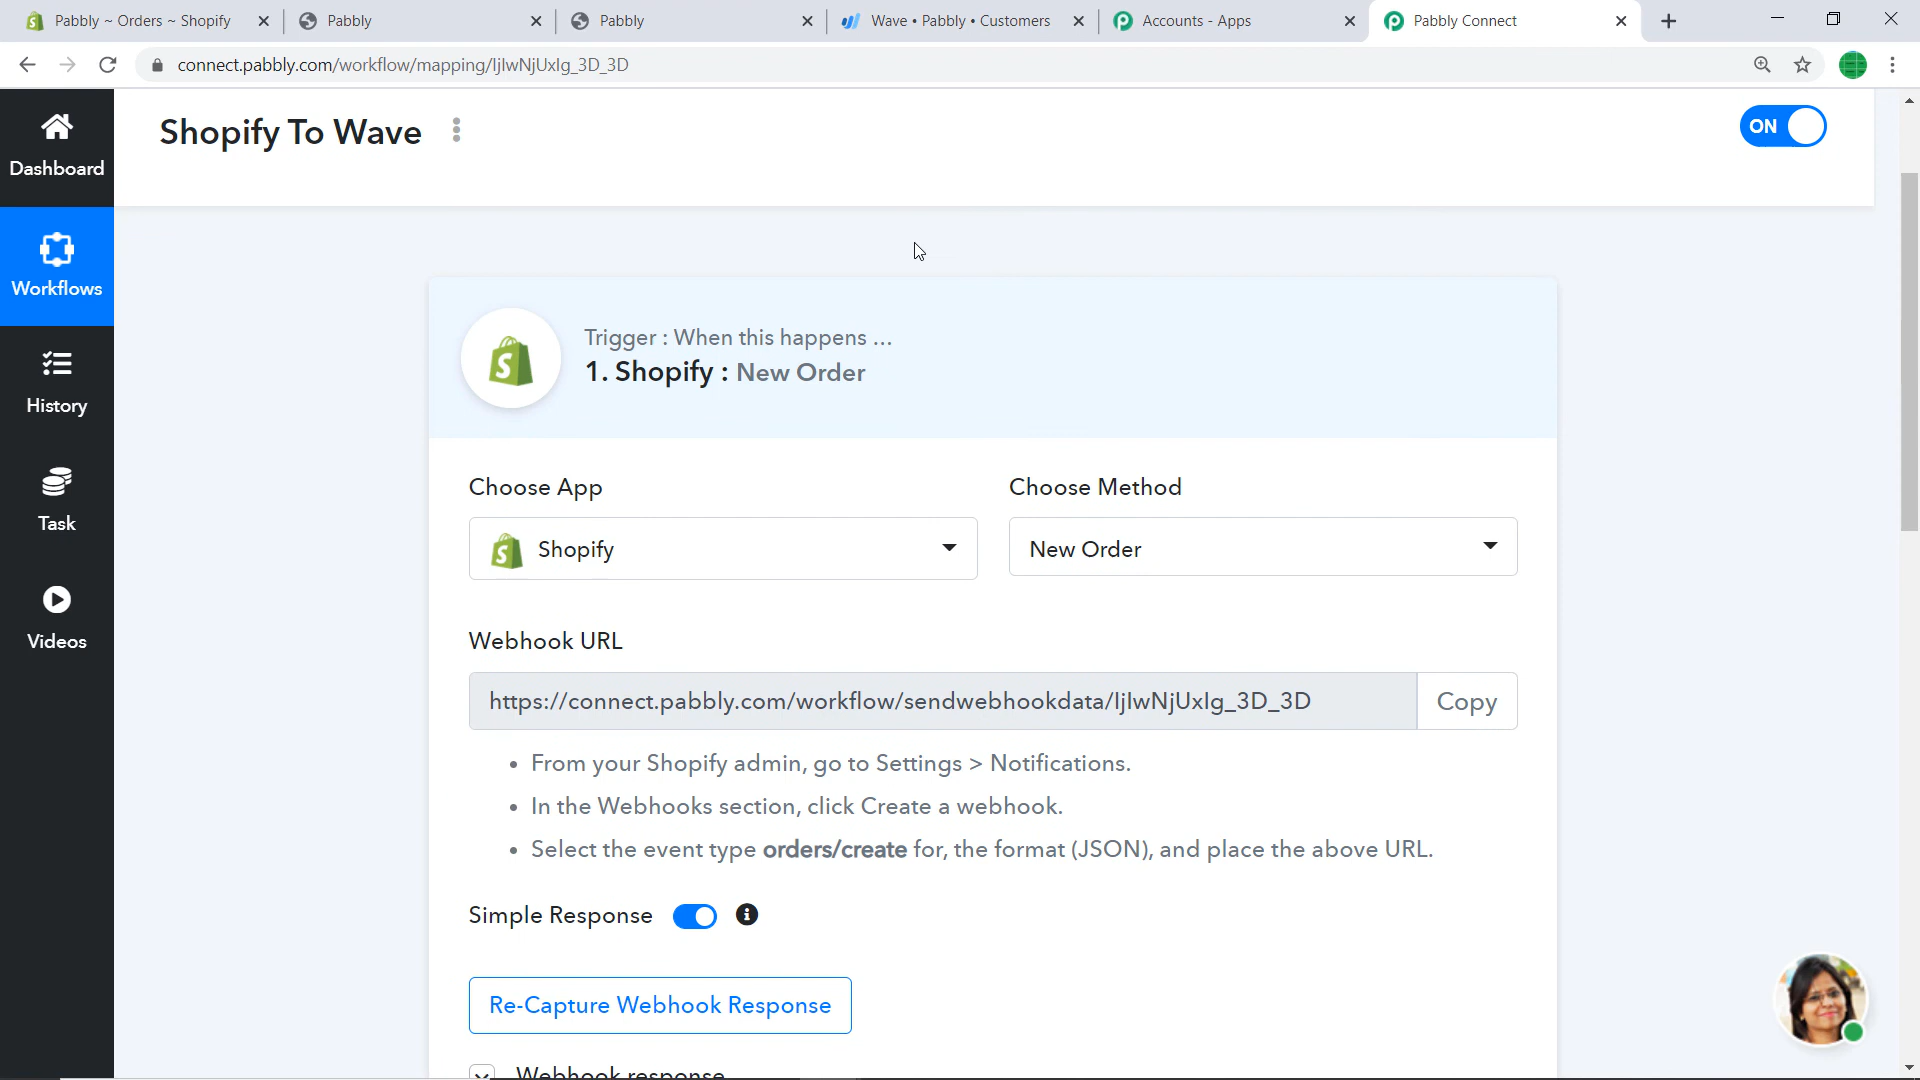 Pabbly ~ Orders ~ Shopify
Pabbly
Pabbly
Wave • Pabbly • Customers
Accounts - Apps
Pabbly Connect
connect.pabbly.com/workflow/mapping/IjIwNjUxIg_3D_3D
Shopify To Wave
ON
Dashboard
Workflows
History
Task
Videos
Trigger : When this happens ...
1. Shopify : New Order
Choose App
Choose Method
Shopify
New Order
Webhook URL
https://connect.pabbly.com/workflow/sendwebhookdata/IjIwNjUxIg_3D_3D
Copy
• From your Shopify admin, go to Settings > Notifications.
• In the Webhooks section, click Create a webhook.
• Select the event type orders/create for, the format (JSON), and place the above URL.
Simple Response
Re-Capture Webhook Response
Webhook response